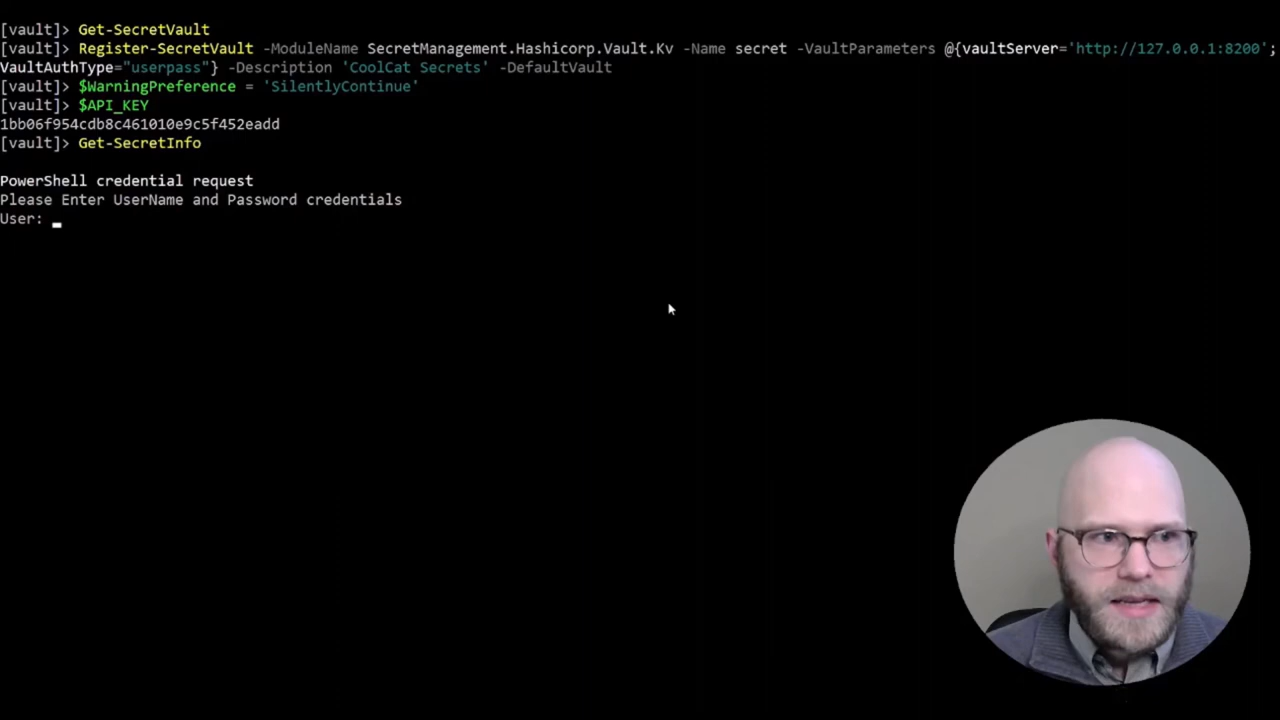 [vault]> Get-SecretVault
[vault]> Register-SecretVault -ModuleName SecretManagement.Hashicorp.Vault.Kv -Name secret -VaultParameters @{vaultServer='http://127.0.0.1:8200';
VaultAuthType="userpass"} -Description 'CoolCat Secrets' -DefaultVault
[vault]> $WarningPreference = 'SilentlyContinue'
[vault]> $API_KEY
1bb06f954cdb8c461010e9c5f452eadd
[vault]> Get-SecretInfo
PowerShell credential request
Please Enter UserName and Password credentials
User: